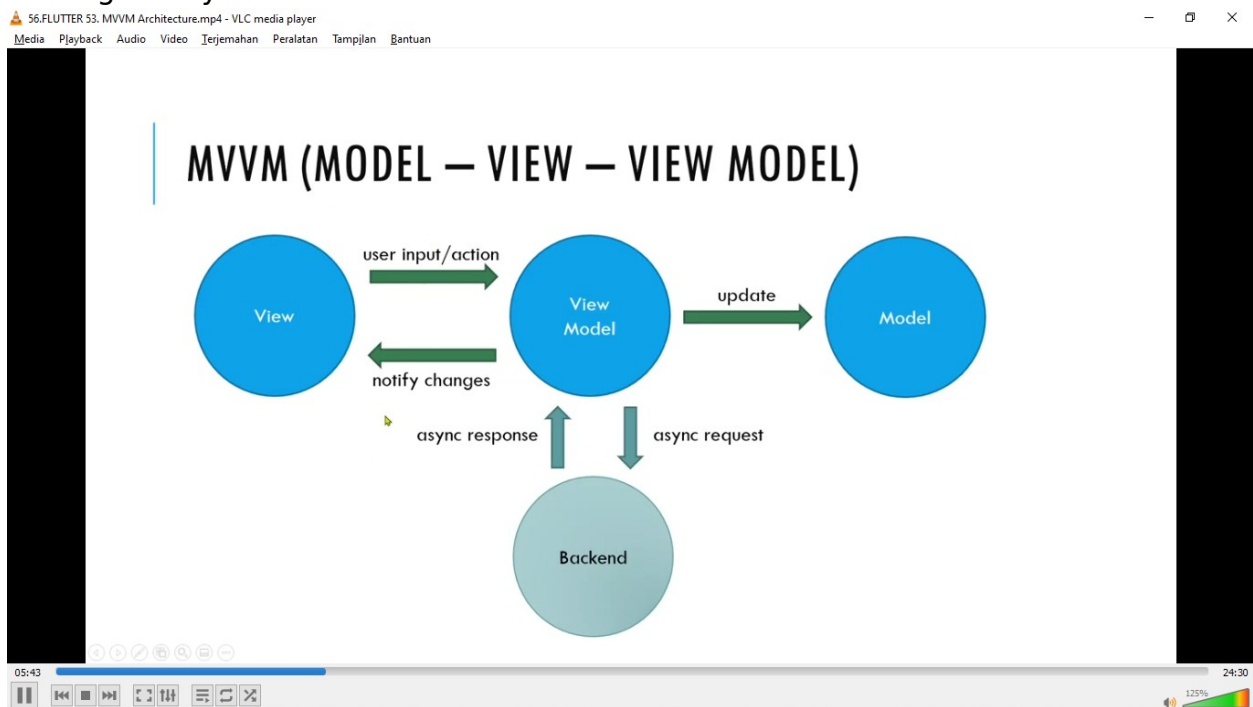 56.FLUTTER 53. MVVM Architecture.mp4 - VLC media player
Media Playback Audio Video Terjemahan Peralatan Tampilan Bantuan
MVVM (MODEL – VIEW – VIEW MODEL)
user input/action
View
View
Model
update
Model
notify changes
async response
async request
Backend
05:43
24:30
125%